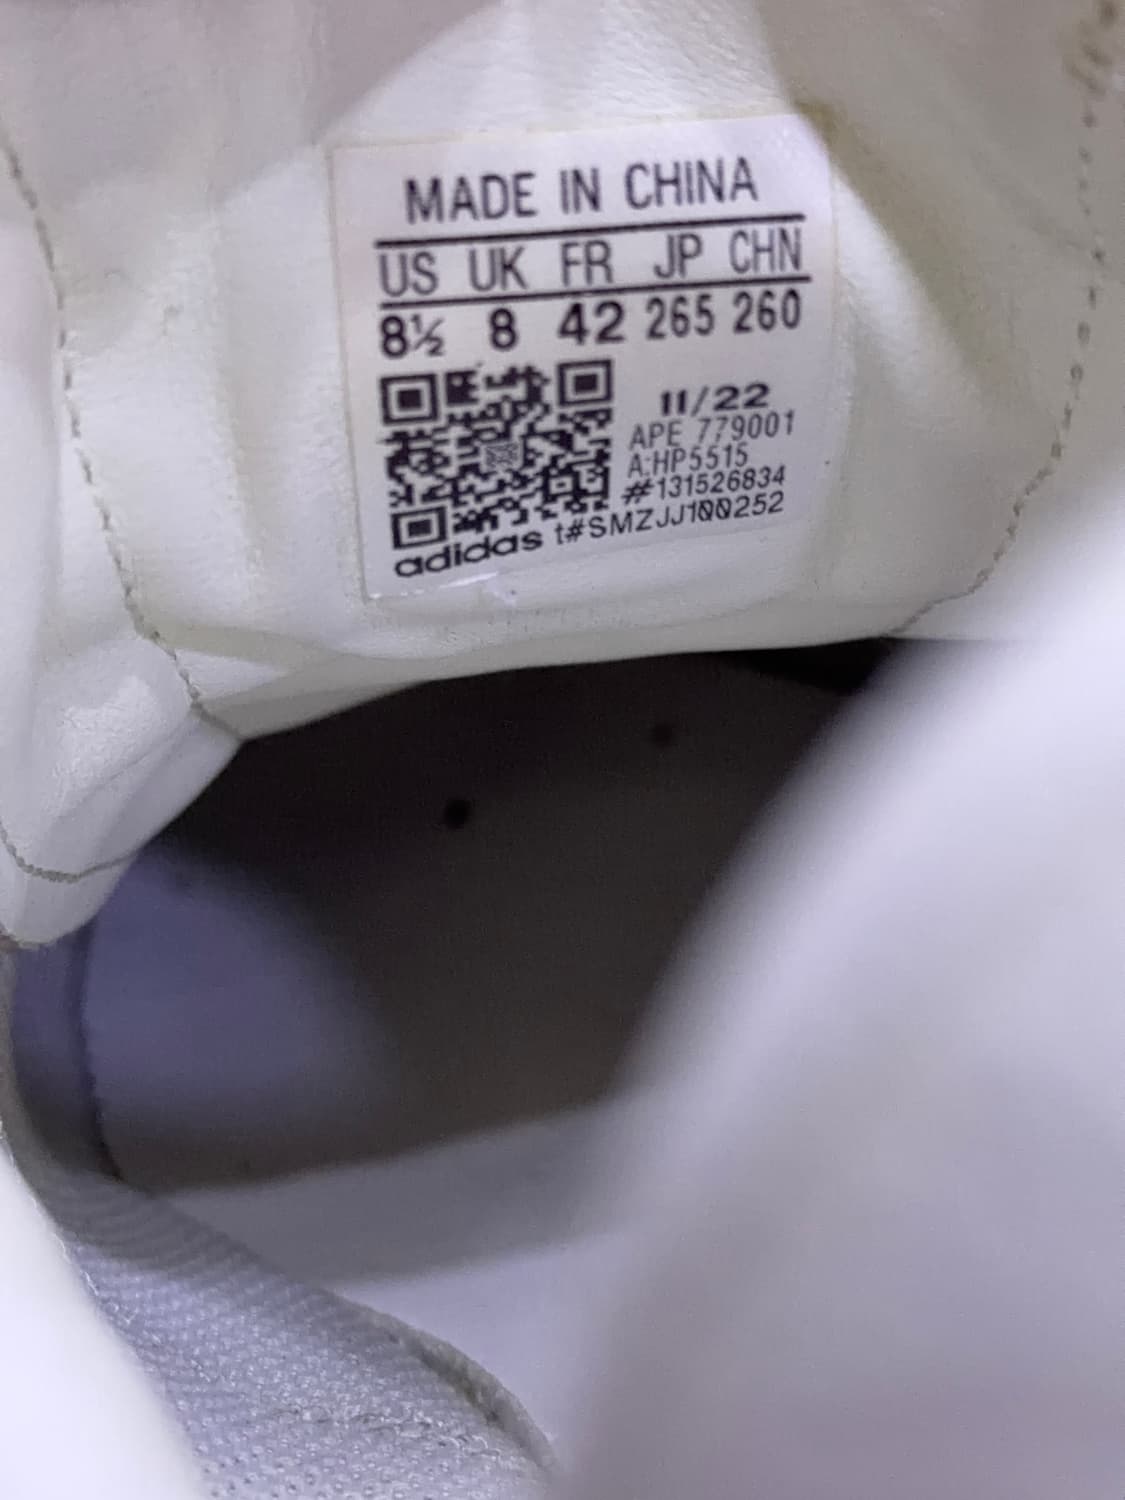 MADE IN CHINA
US UK FR JP CHN
8½ 8 42 265 260
11/22
APE 779001
A:HP5515
#131526834
adidas t#SMZJJ100252